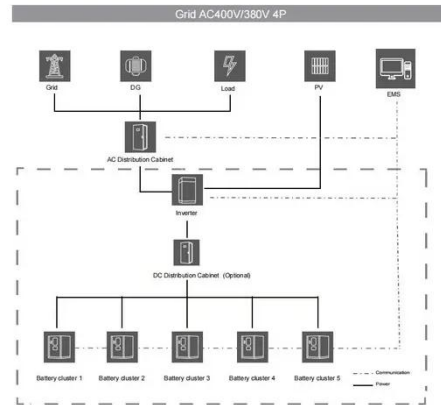 Grid AC400V/380V 4P
Grid
DG
Load
PV
EMS
AC Distribution Cabinet
Inverter
DC Distribution Cabinet (Optional)
Battery cluster 1
Battery cluster 2
Battery cluster 3
Battery cluster 4
Battery cluster 5
Communication
Power